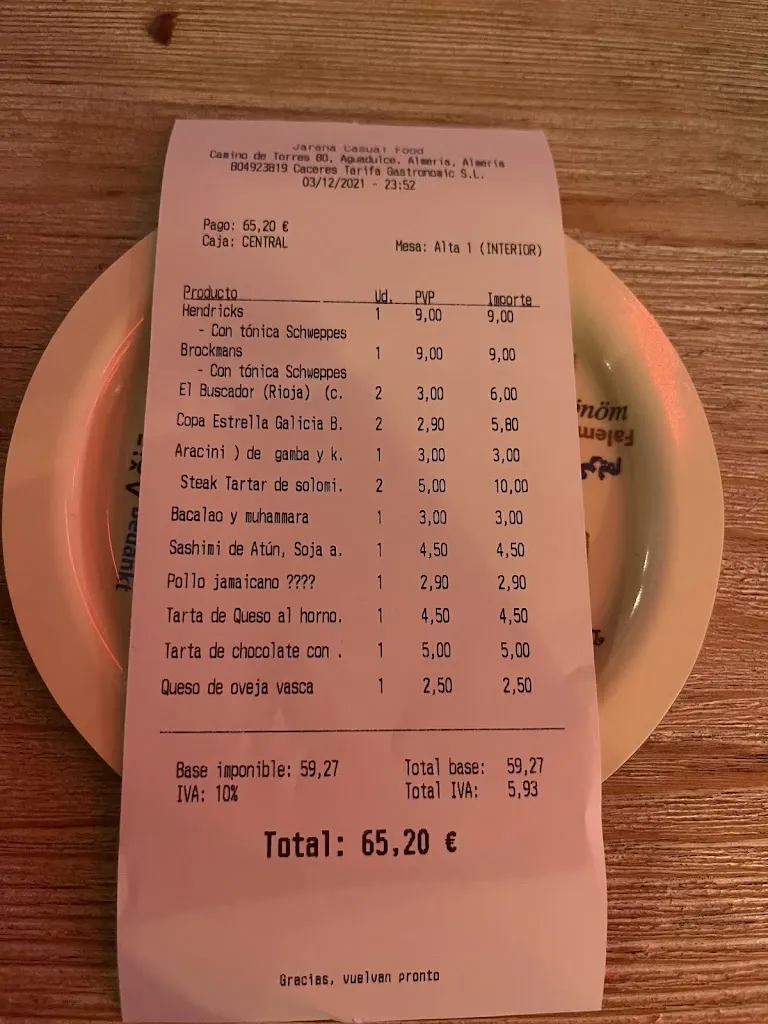 Jarana Casual Food
Camino de Torres 80, Aguadulce, Almería, Almería
B04923819 Caceres Tarifa Gastronomic S.L.
03/12/2021 - 23:52
Pago: 65,20 €
Caja: CENTRAL
Mesa: Alta 1 (INTERIOR)
Producto Ud. PVP Importe
Hendricks 1 9,00 9,00
- Con tónica Schweppes
Brockmans 1 9,00 9,00
- Con tónica Schweppes
El Buscador (Rioja) (c. 2 3,00 6,00
Copa Estrella Galicia B. 2 2,90 5,80
Aracini ) de gamba y k. 1 3,00 3,00
Steak Tartar de solomi. 2 5,00 10,00
Bacalao y muhammara 1 3,00 3,00
Sashimi de Atún, Soja a. 1 4,50 4,50
Pollo jamaicano ???? 1 2,90 2,90
Tarta de Queso al horno. 1 4,50 4,50
Tarta de chocolate con . 1 5,00 5,00
Queso de oveja vasca 1 2,50 2,50
Base imponible: 59,27 Total base: 59,27
IVA: 10% Total IVA: 5,93
Total: 65,20 €
Gracias, vuelvan pronto
önöm
Falem
Bedankt